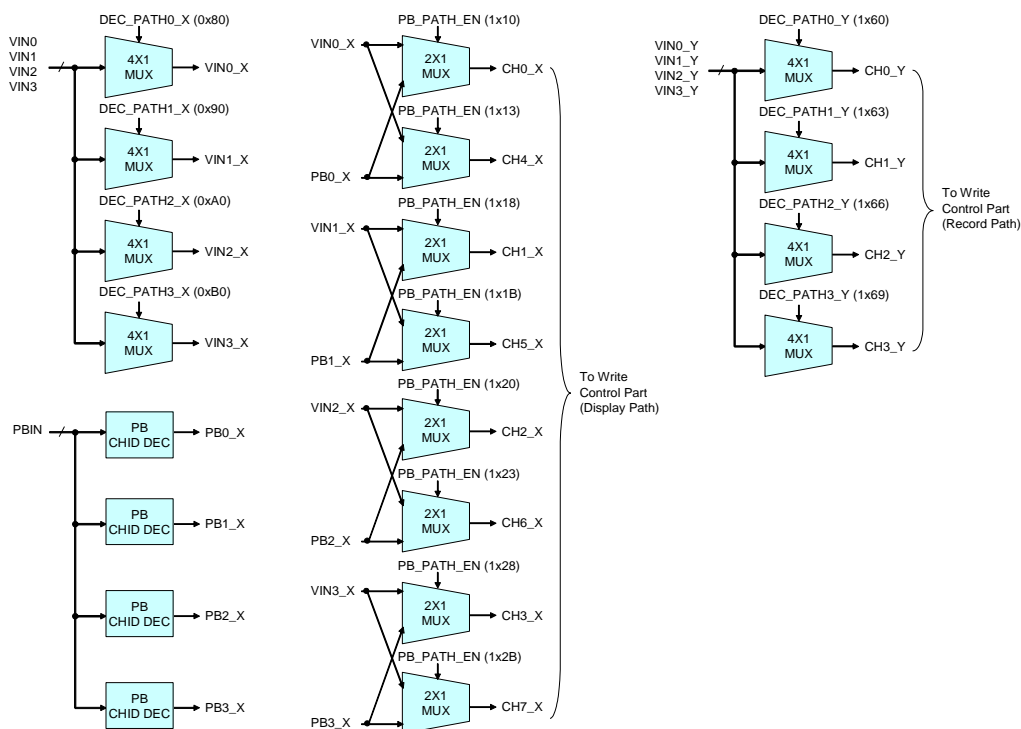 DEC_PATH0_X (0x80)
VIN0
VIN1
VIN2
VIN3
4X1
MUX
VIN0_X
DEC_PATH1_X (0x90)
4X1
MUX
VIN1_X
DEC_PATH2_X (0xA0)
4X1
MUX
VIN2_X
DEC_PATH3_X (0xB0)
4X1
MUX
VIN3_X
PBIN
PB
CHID DEC
PB0_X
PB
CHID DEC
PB1_X
PB
CHID DEC
PB2_X
PB
CHID DEC
PB3_X
PB_PATH_EN (1x10)
VIN0_X
2X1
MUX
CH0_X
PB_PATH_EN (1x13)
2X1
MUX
CH4_X
PB0_X
PB_PATH_EN (1x18)
VIN1_X
2X1
MUX
CH1_X
PB_PATH_EN (1x1B)
2X1
MUX
CH5_X
PB1_X
PB_PATH_EN (1x20)
VIN2_X
2X1
MUX
CH2_X
PB_PATH_EN (1x23)
2X1
MUX
CH6_X
PB2_X
PB_PATH_EN (1x28)
VIN3_X
2X1
MUX
CH3_X
PB_PATH_EN (1x2B)
2X1
MUX
CH7_X
PB3_X
To Write
Control Part
(Display Path)
DEC_PATH0_Y (1x60)
VIN0_Y
VIN1_Y
VIN2_Y
VIN3_Y
4X1
MUX
CH0_Y
DEC_PATH1_Y (1x63)
4X1
MUX
CH1_Y
DEC_PATH2_Y (1x66)
4X1
MUX
CH2_Y
DEC_PATH3_Y (1x69)
4X1
MUX
CH3_Y
To Write
Control Part
(Record Path)